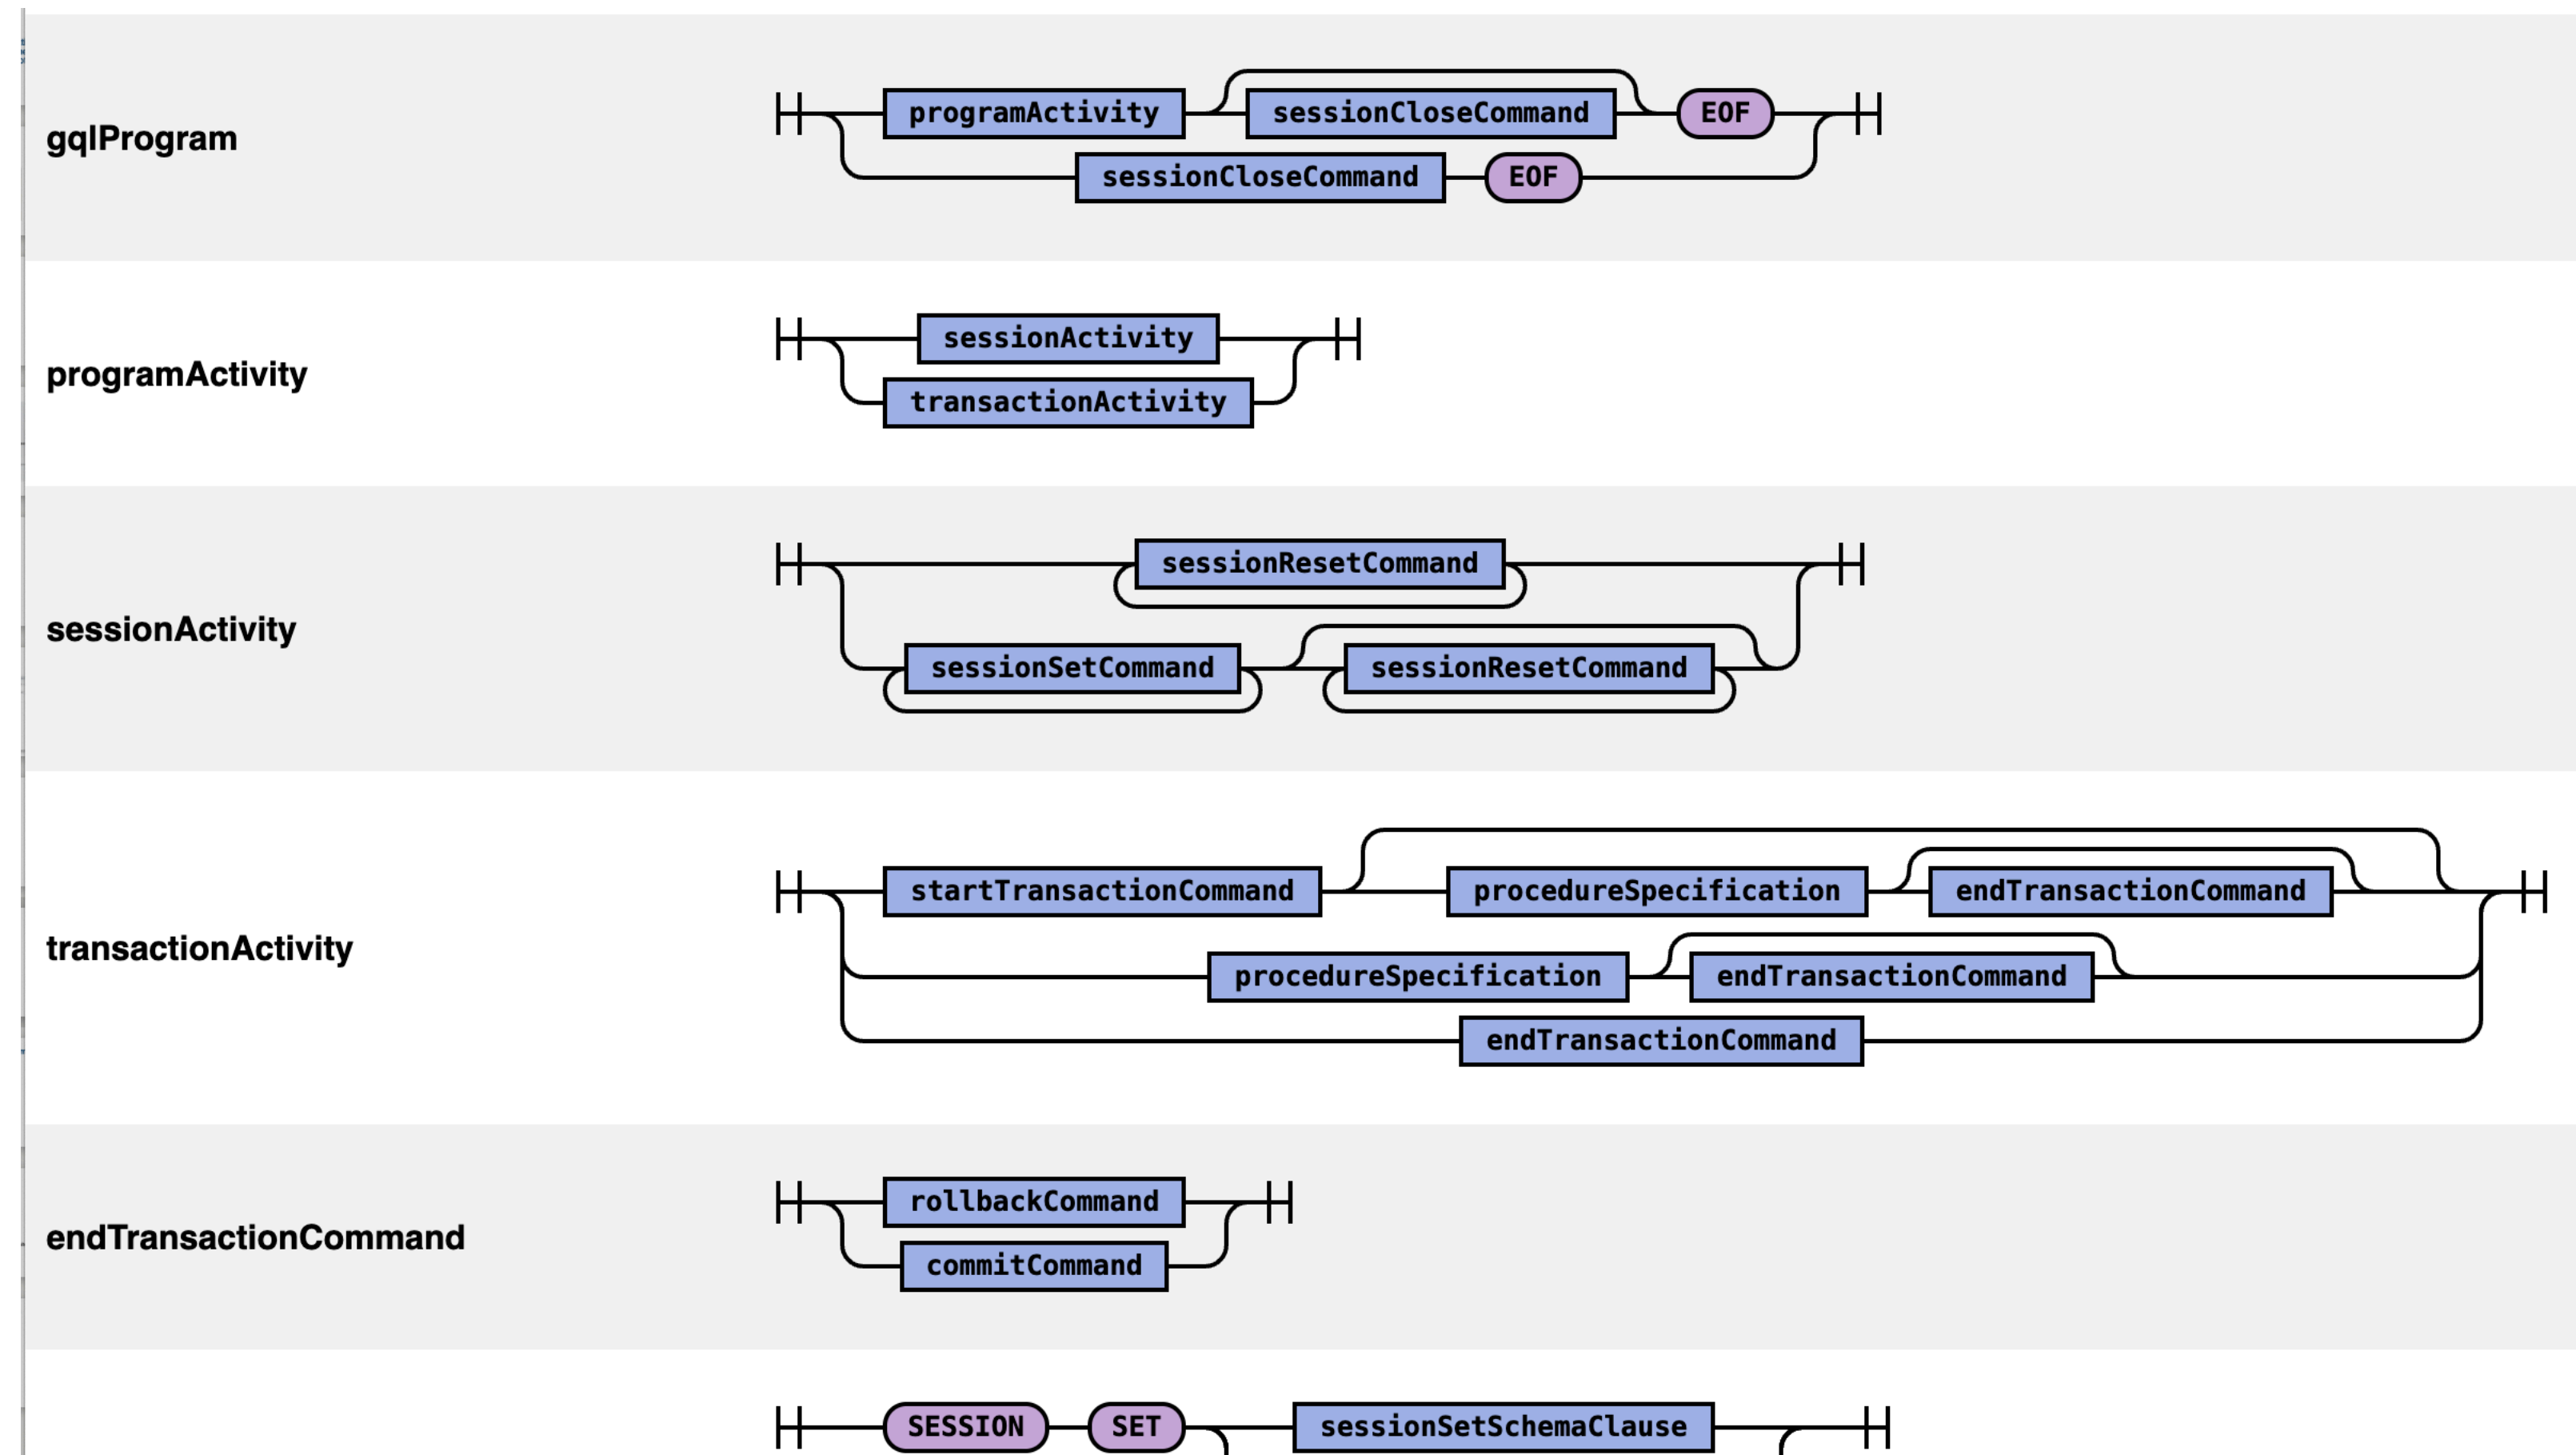 gqlProgram
programActivity sessionCloseCommand EOF
sessionCloseCommand EOF
programActivity
sessionActivity
transactionActivity
sessionActivity
sessionResetCommand
sessionSetCommand sessionResetCommand
transactionActivity
startTransactionCommand procedureSpecification endTransactionCommand
procedureSpecification endTransactionCommand
endTransactionCommand
endTransactionCommand
rollbackCommand
commitCommand
SESSION SET sessionSetSchemaClause